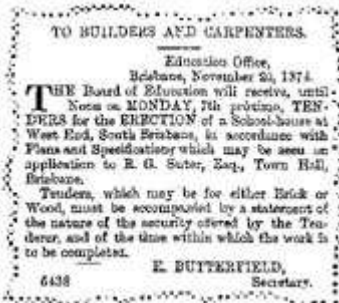 TO BUILDERS AND CARPENTERS.
Education Office,
Brisbane, November 25, 1874.
THE Board of Education will receive, until
Noon on MONDAY, 7th proximo, TEN-
DERS for the ERECTION of a School-house at
West End, South Brisbane, in accordance with
Plans and Specifications which may be seen on
application to R. G. Suter, Esq., Town Hall,
Brisbane.
Tenders, which may be for either Brick or
Wood, must be accompanied by a statement of
the nature of the security offered by the Ten-
derer, and of the time within which the work is
to be completed.
E. BUTTERFIELD,
6438 Secretary.